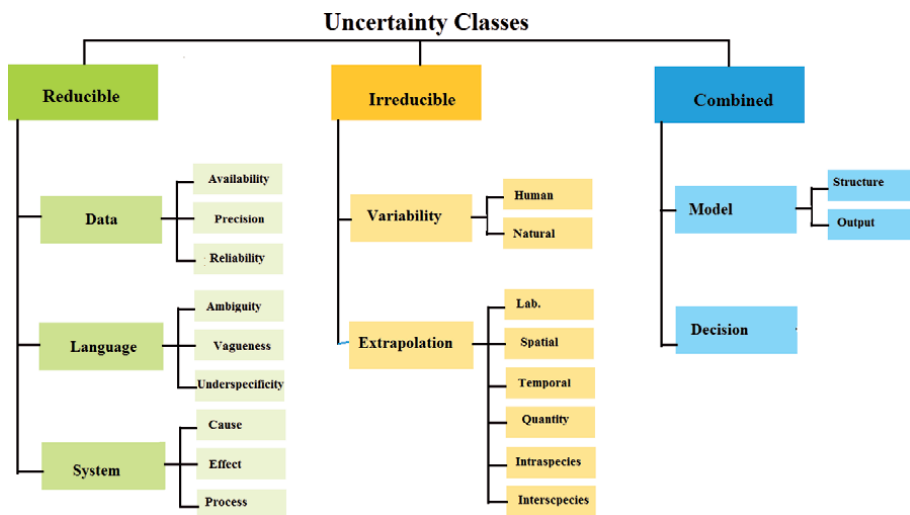 Uncertainty Classes
Reducible
Irreducible
Combined
Data
Availability
Precision
Reliability
Language
Ambiguity
Vagueness
Underspecificity
System
Cause
Effect
Process
Variability
Human
Natural
Extrapolation
Lab.
Spatial
Temporal
Quantity
Intraspecies
Interscpecies
Model
Structure
Output
Decision